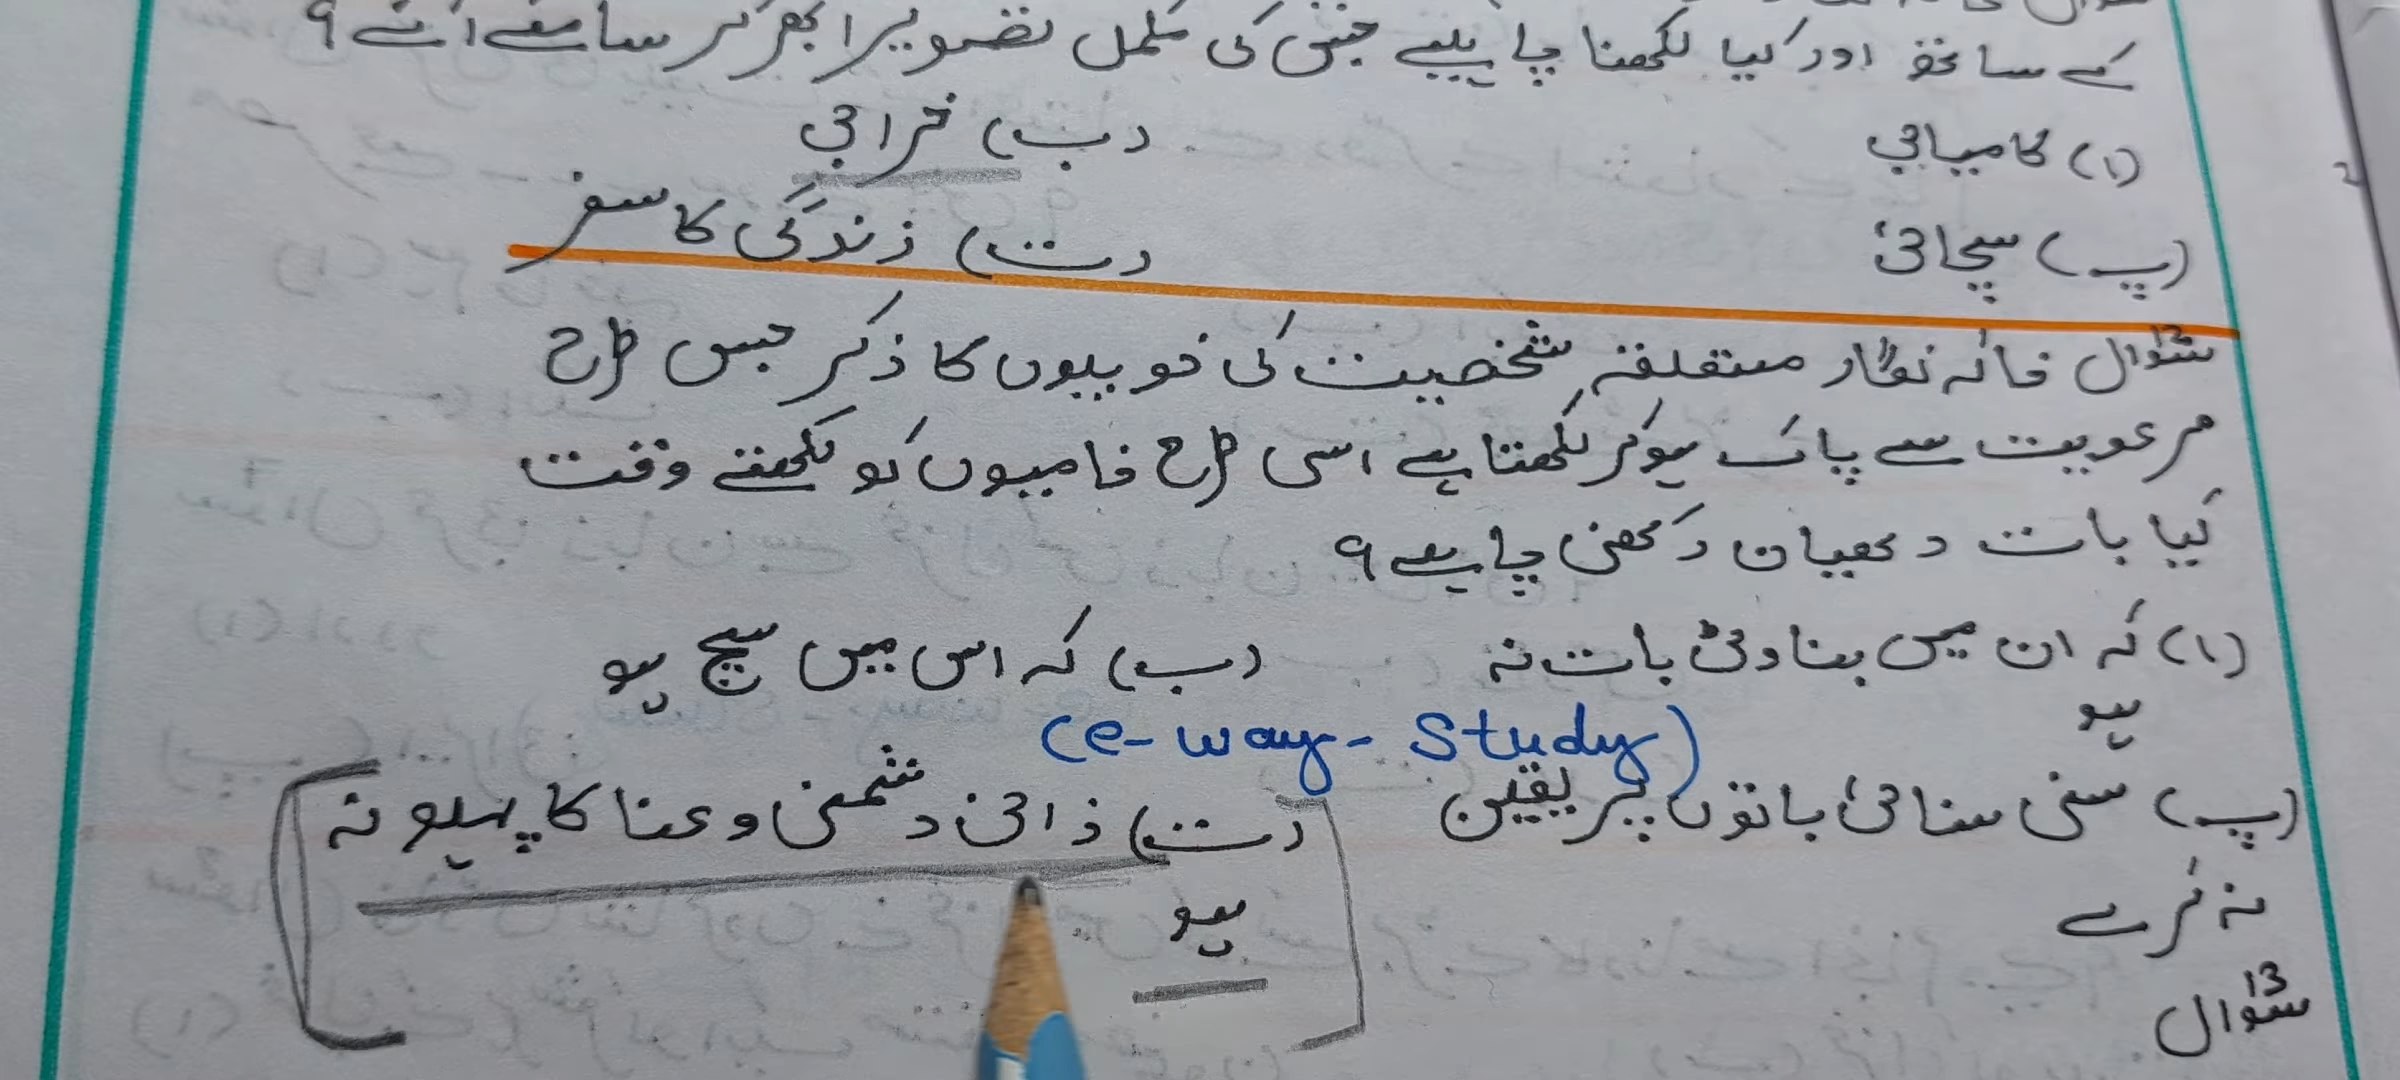 کے ساتھ اور کیا لکھنا چاہیے جس کی مکمل تصویر ابھر کر سامنے آئے؟
(ا) کامیابی (ب) خرابی
(پ) سچائی (ت) زندگی کا سفر
سوال 12 خاکہ نگار متعلقہ شخصیت کی خوبیوں کا ذکر جس طرح
مرعوبیت سے پاک ہوکر لکھتا ہے اسی طرح خامیوں کو لکھتے وقت
کیا بات دھیان رکھنی چاہیے؟
(ا) کہ ان میں بناوٹی بات نہ (ب) کہ اس میں سچ ہو
ہو
(e-way-Study)
(پ) سنی سنائی باتوں پر یقین (ت) ذاتی دشمنی و عنا کا پہلو نہ
نہ کرے ہو
سوال 13